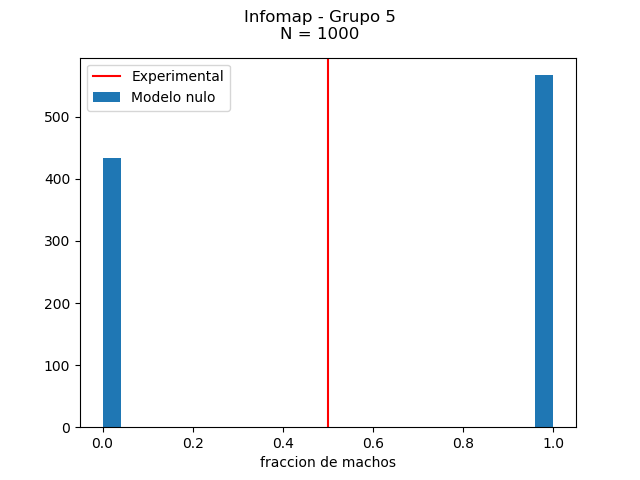 Infomap - Grupo 5
N = 1000
Experimental
Modelo nulo
500
400
300
200
100
0
0.0 0.2 0.4 0.6 0.8 1.0
fraccion de machos